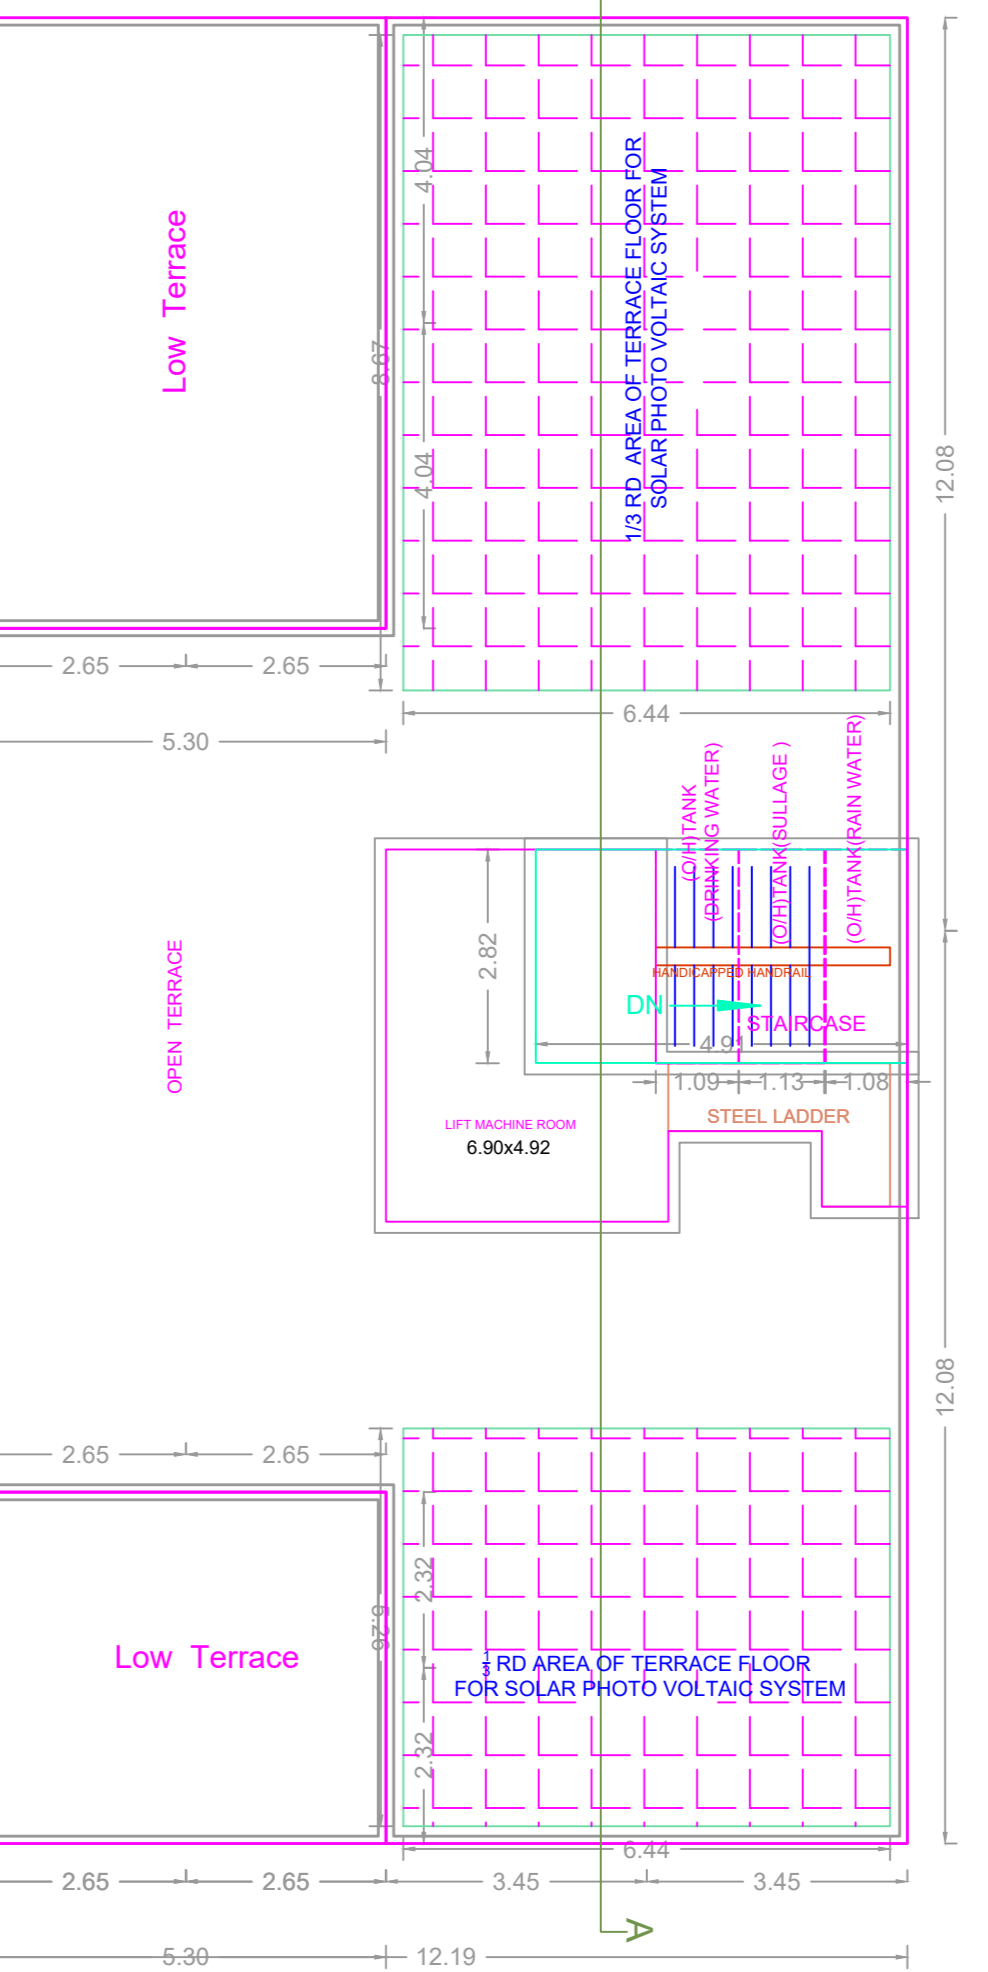 4.04
1/3 RD AREA OF TERRACE FLOOR FOR
SOLAR PHOTO VOLTAIC SYSTEM
Low Terrace
8.67
4.04
12.08
2.65
2.65
6.44
5.30
(O/H)TANK
(DRINKING WATER)
(O/H)TANK(SULLAGE )
(O/H)TANK(RAIN WATER)
2.82
HANDICAPPED HANDRAIL
DN
STAIRCASE
4.91
OPEN TERRACE
1.09
1.13
1.08
STEEL LADDER
LIFT MACHINE ROOM
6.90x4.92
12.08
2.65
2.65
2.32
5.26
Low Terrace
1/3 RD AREA OF TERRACE FLOOR
FOR SOLAR PHOTO VOLTAIC SYSTEM
2.32
6.44
2.65
2.65
3.45
3.45
A
5.30
12.19